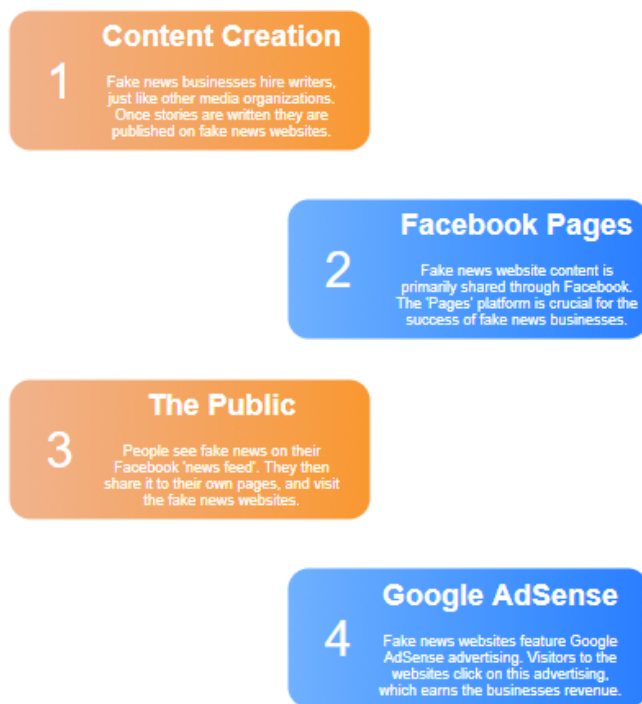 Content Creation
1
Fake news businesses hire writers,
just like other media organizations.
Once stories are written they are
published on fake news websites.
Facebook Pages
2
Fake news website content is
primarily shared through Facebook.
The 'Pages' platform is crucial for the
success of fake news businesses.
The Public
3
People see fake news on their
Facebook 'news feed'. They then
share it to their own pages, and visit
the fake news websites.
Google AdSense
4
Fake news websites feature Google
AdSense advertising. Visitors to the
websites click on this advertising,
which earns the businesses revenue.